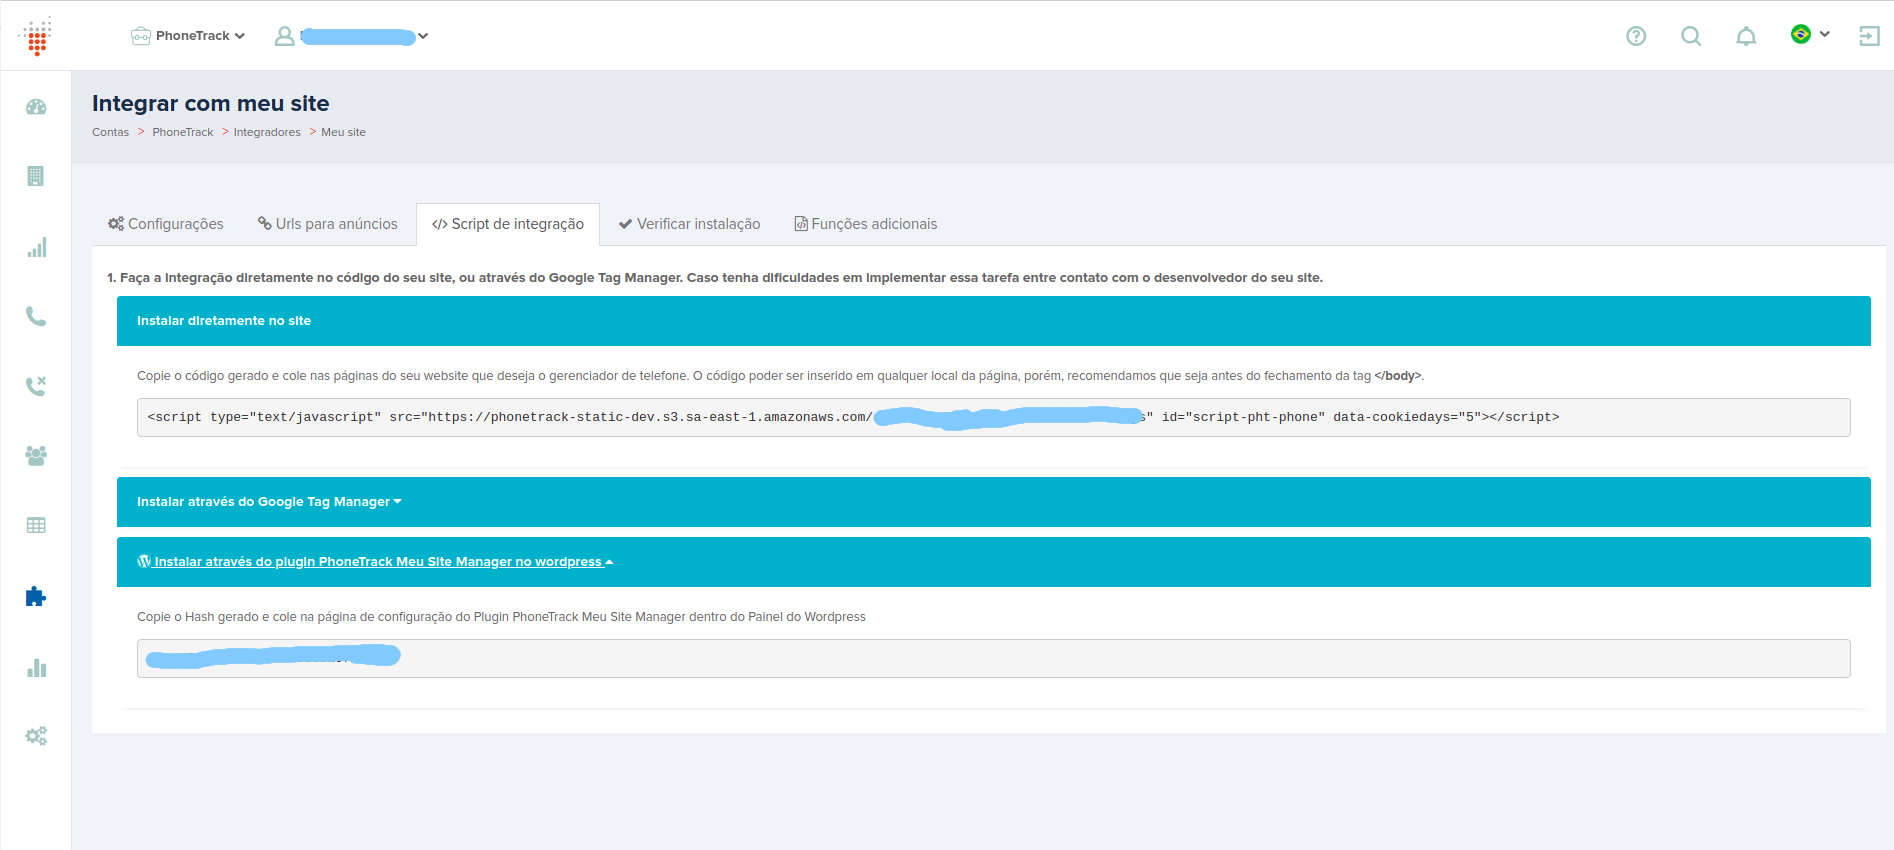 PhoneTrack
Integrar com meu site
Contas > PhoneTrack > Integradores > Meu site
Configurações
Urls para anúncios
</> Script de integração
Verificar instalação
Funções adicionais
1. Faça a integração diretamente no código do seu site, ou através do Google Tag Manager. Caso tenha dificuldades em implementar essa tarefa entre contato com o desenvolvedor do seu site.
Instalar diretamente no site
Copie o código gerado e cole nas páginas do seu website que deseja o gerenciador de telefone. O código poder ser inserido em qualquer local da página, porém, recomendamos que seja antes do fechamento da tag </body>.
<script type="text/javascript" src="https://phonetrack-static-dev.s3.sa-east-1.amazonaws.com/ s" id="script-pht-phone" data-cookiedays="5"></script>
Instalar através do Google Tag Manager
Instalar através do plugin PhoneTrack Meu Site Manager no wordpress
Copie o Hash gerado e cole na página de configuração do Plugin PhoneTrack Meu Site Manager dentro do Painel do Wordpress